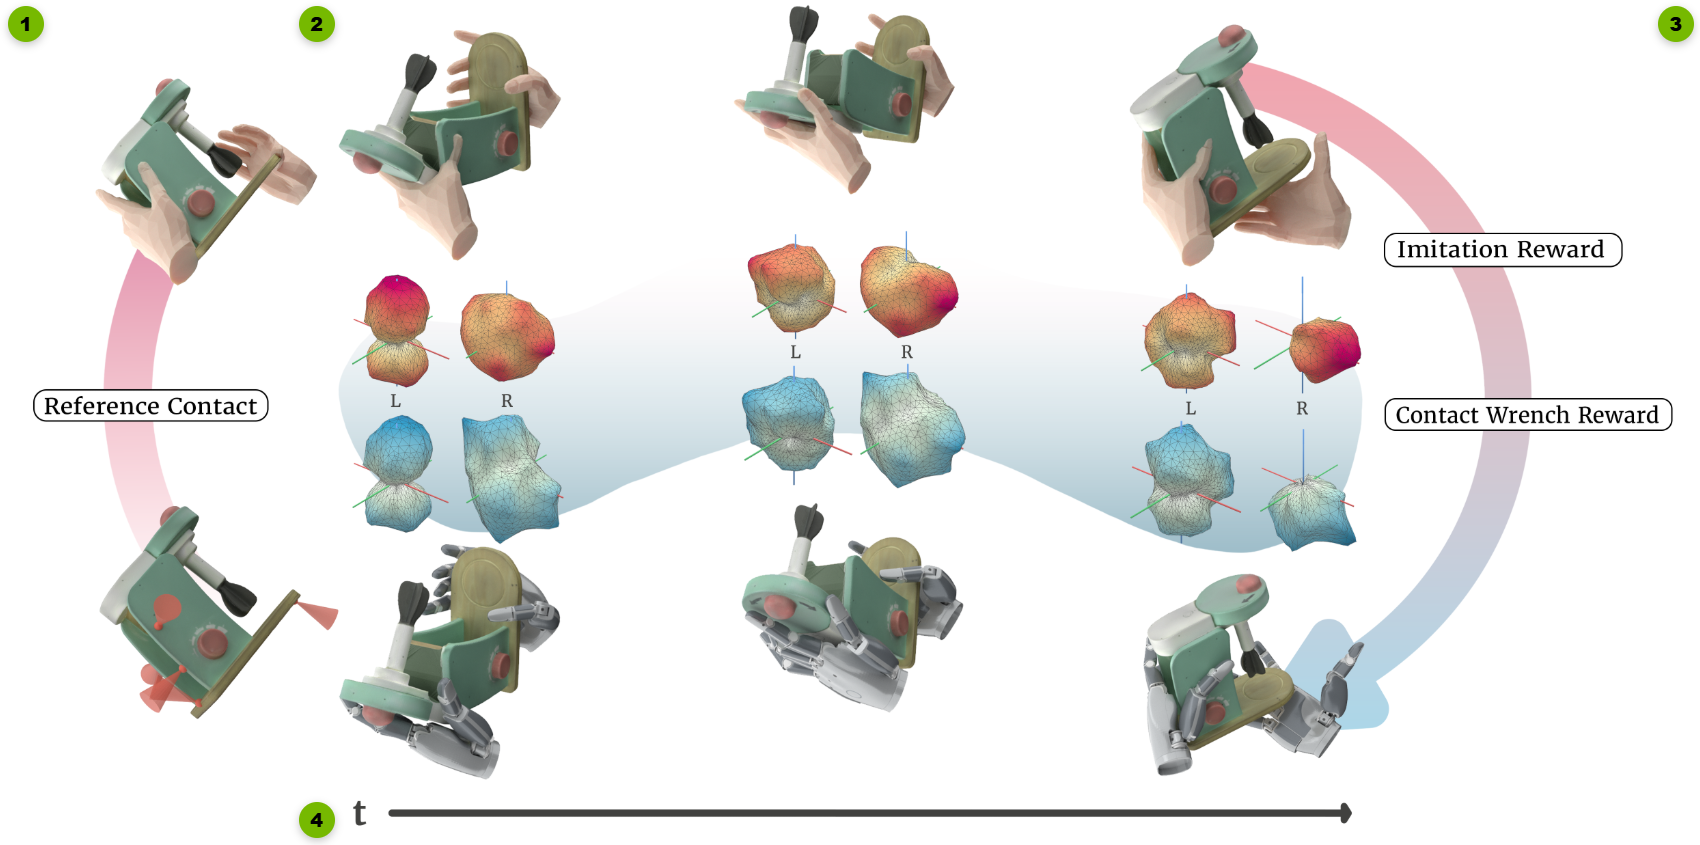 1
2
3
Imitation Reward
L
R
L
R
L
R
Reference Contact
Contact Wrench Reward
4
t